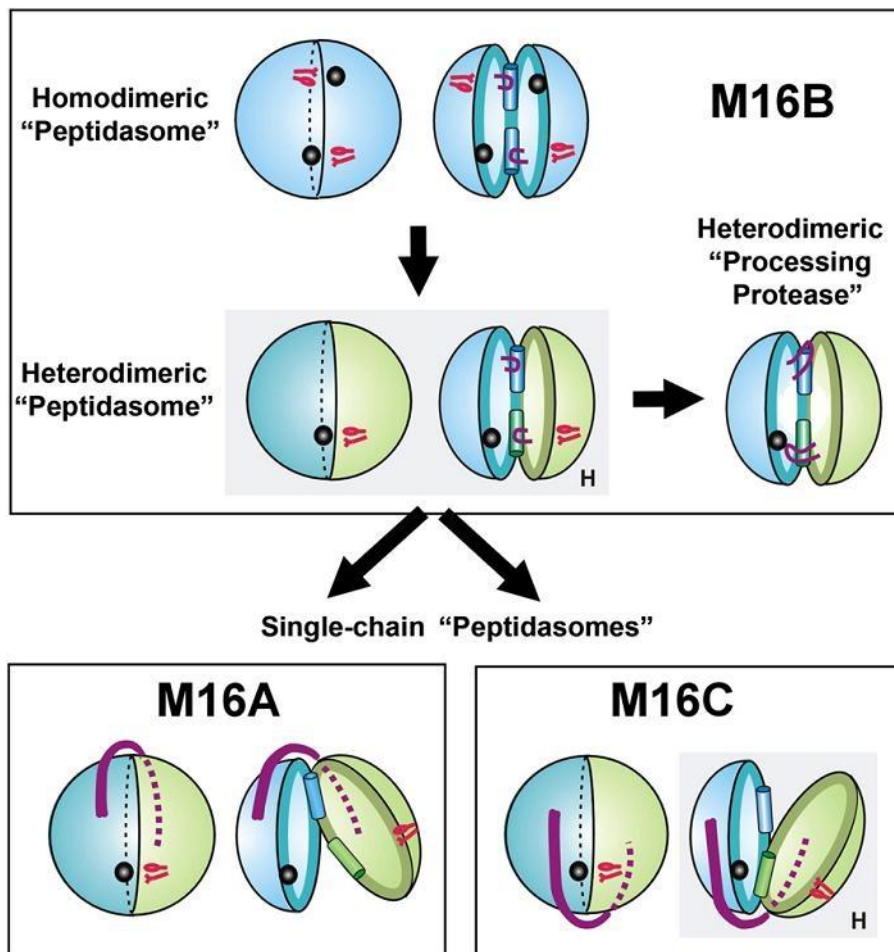 Homodimeric
“Peptidasome”
M16B
Heterodimeric
“Processing
Protease”
Heterodimeric
“Peptidasome”
H
Single-chain “Peptidasomes”
M16A
M16C
H